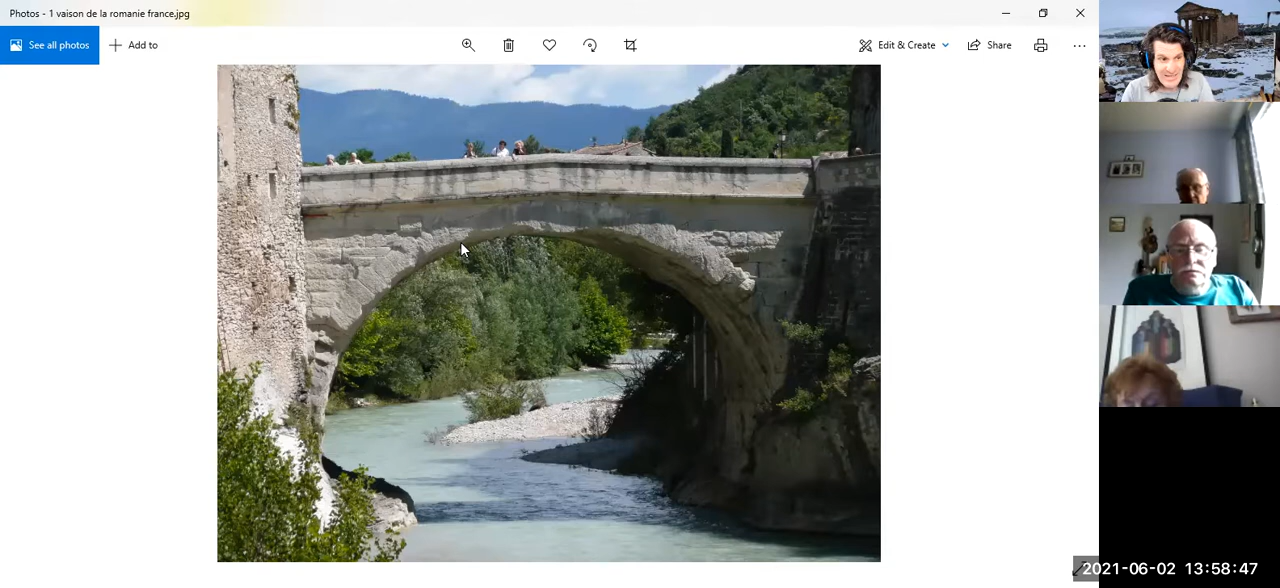 Photos - 1 vaison de la romanie france.jpg
See all photos
Add to
Edit & Create
Share
2021-06-02 13:58:47